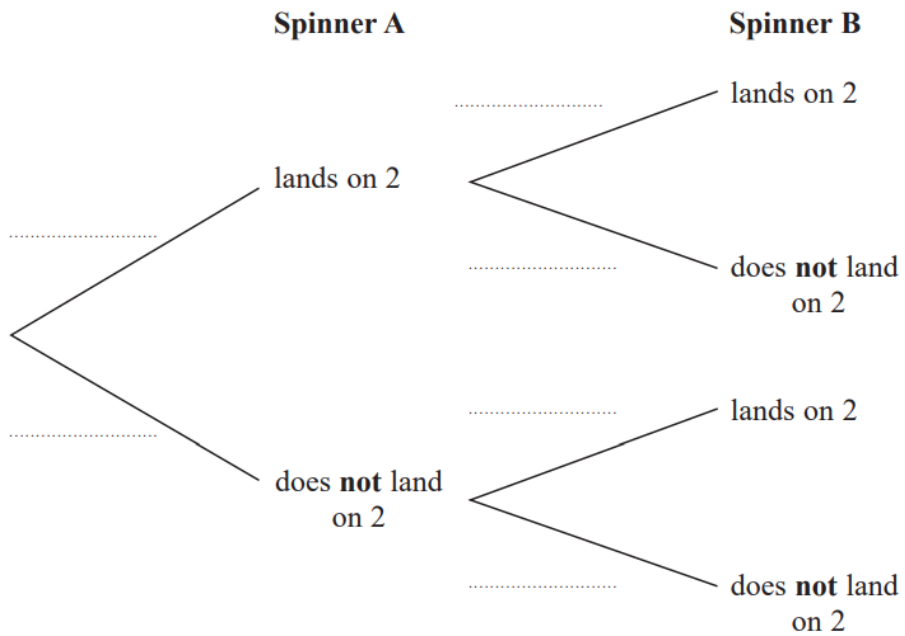 Spinner A
Spinner B
lands on 2
lands on 2
does not land
on 2
lands on 2
does not land
on 2
does not land
on 2